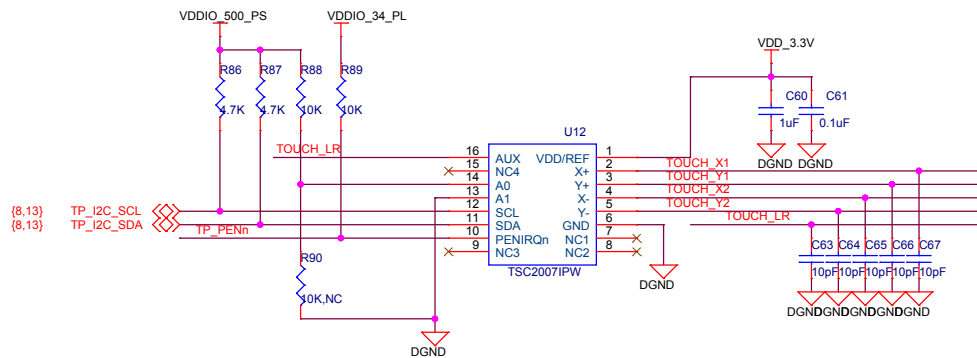 VDDIO_500_PS
VDDIO_34_PL
VDD_3.3V
R86
R87
R88
R89
4.7K
4.7K
10K
10K
C60
C61
1uF
0.1uF
DGND
DGND
U12
TOUCH_LR
16
AUX
VDD/REF
1
15
NC4
X+
2
TOUCH_X1
14
A0
Y+
3
TOUCH_Y1
13
A1
X-
4
TOUCH_X2
{8,13}
TP_I2C_SCL
12
SCL
Y-
5
TOUCH_Y2
{8,13}
TP_I2C_SDA
11
SDA
GND
6
TOUCH_LR
TP_PENn
10
PENIRQn
NC1
7
9
NC3
NC2
8
TSC2007IPW
R90
10K,NC
DGND
DGND
C63
C64
C65
C66
C67
10pF
10pF
10pF
10pF
10pF
DGND
DGND
DGND
DGND
DGND